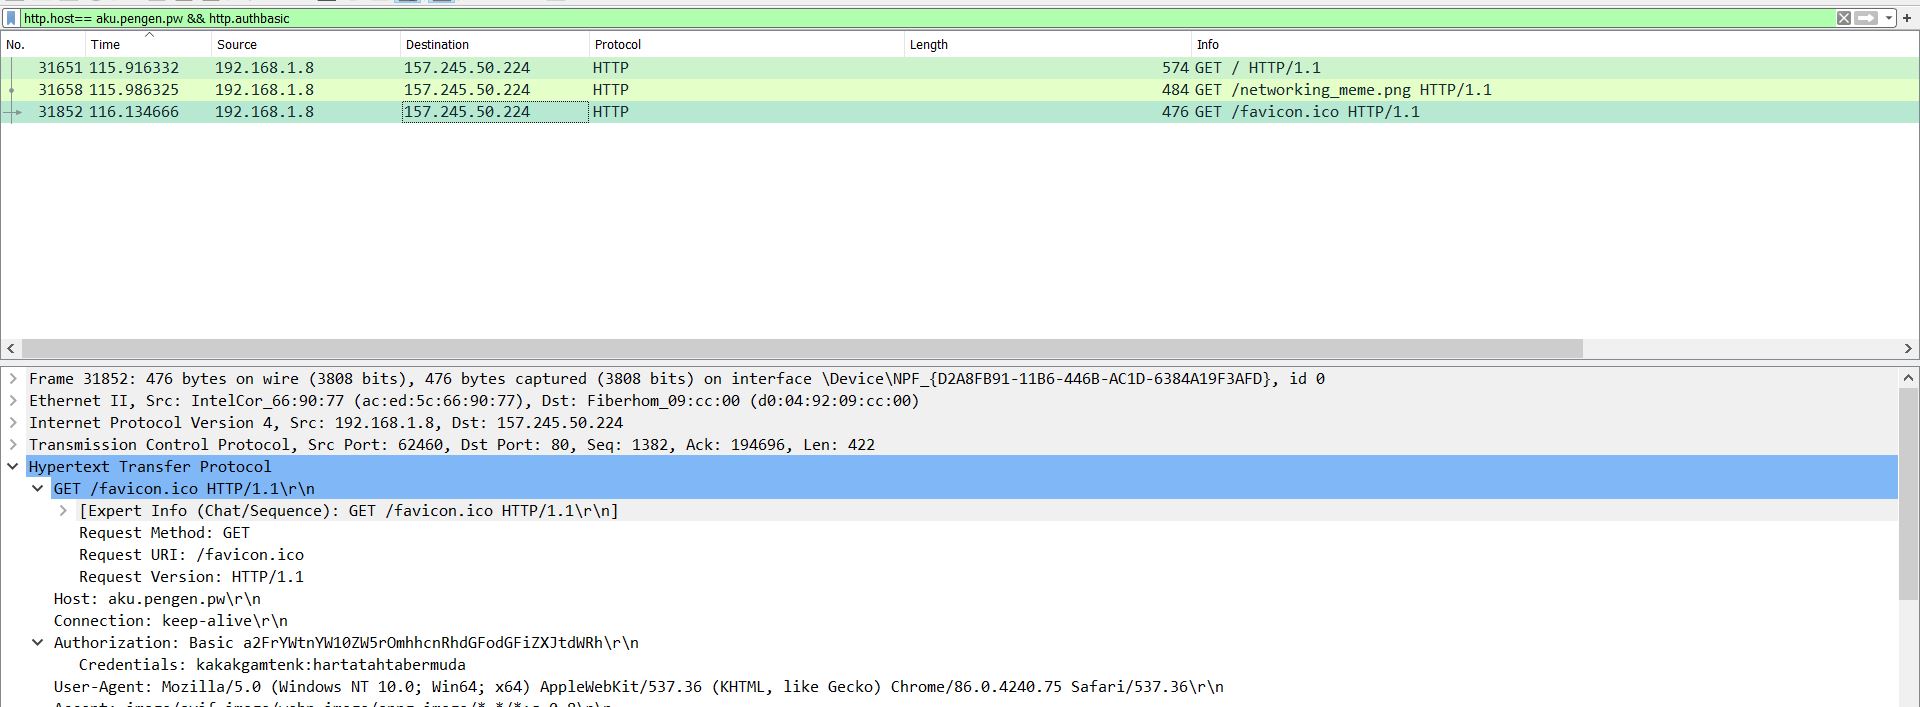 http.host== aku.pengen.pw && http.authbasic
No. Time Source Destination Protocol Length Info
31651 115.916332 192.168.1.8 157.245.50.224 HTTP 574 GET / HTTP/1.1
31658 115.986325 192.168.1.8 157.245.50.224 HTTP 484 GET /networking_meme.png HTTP/1.1
31852 116.134666 192.168.1.8 157.245.50.224 HTTP 476 GET /favicon.ico HTTP/1.1
Frame 31852: 476 bytes on wire (3808 bits), 476 bytes captured (3808 bits) on interface \Device\NPF_{D2A8FB91-11B6-446B-AC1D-6384A19F3AFD}, id 0
Ethernet II, Src: IntelCor_66:90:77 (ac:ed:5c:66:90:77), Dst: Fiberhom_09:cc:00 (d0:04:92:09:cc:00)
Internet Protocol Version 4, Src: 192.168.1.8, Dst: 157.245.50.224
Transmission Control Protocol, Src Port: 62460, Dst Port: 80, Seq: 1382, Ack: 194696, Len: 422
Hypertext Transfer Protocol
GET /favicon.ico HTTP/1.1\r\n
[Expert Info (Chat/Sequence): GET /favicon.ico HTTP/1.1\r\n]
Request Method: GET
Request URI: /favicon.ico
Request Version: HTTP/1.1
Host: aku.pengen.pw\r\n
Connection: keep-alive\r\n
Authorization: Basic a2FrYWtnYW10ZW5rOmhhcnRhdGFodGFiZXJtdWRh\r\n
Credentials: kakakgamtenk:hartatahtabermuda
User-Agent: Mozilla/5.0 (Windows NT 10.0; Win64; x64) AppleWebKit/537.36 (KHTML, like Gecko) Chrome/86.0.4240.75 Safari/537.36\r\n